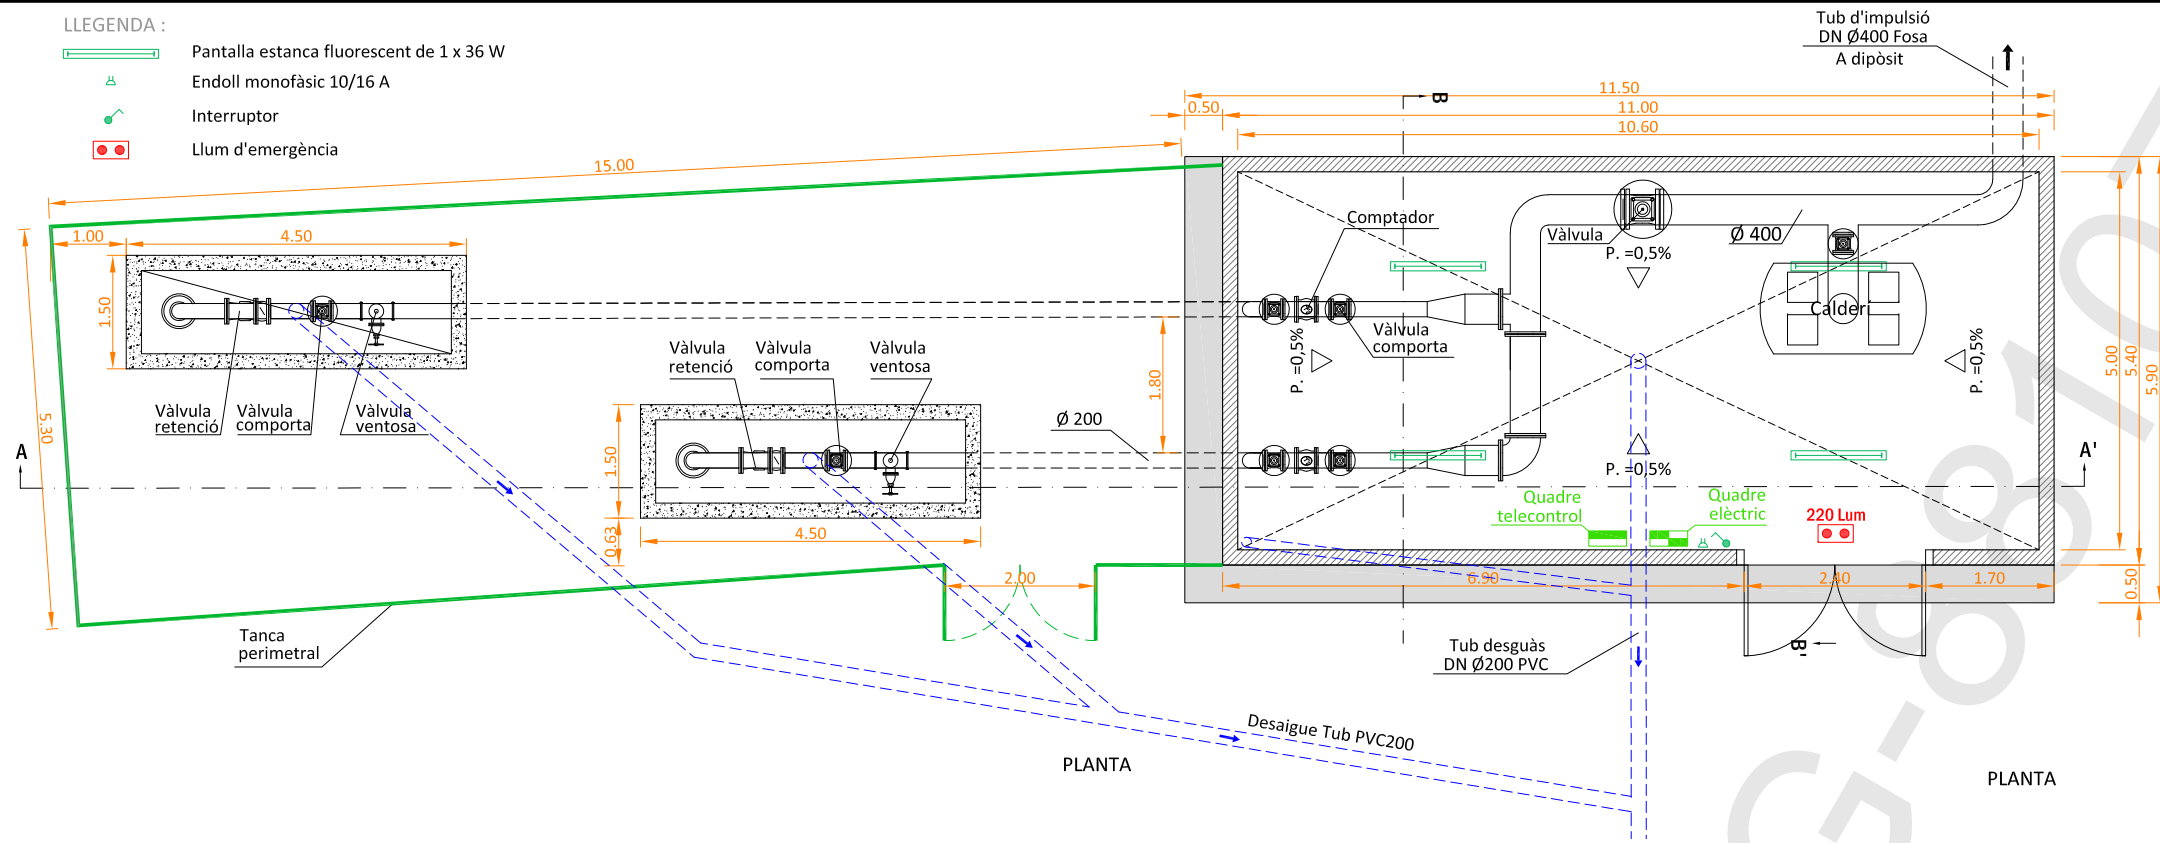 LLEGENDA :
Pantalla estanca fluorescent de 1 x 36 W
Endoll monofàsic 10/16 A
Interruptor
Llum d'emergència
Tub d'impulsió
DN Ø400 Fosa
A dipòsit
11.50
0.50
11.00
10.60
B
15.00
1.00
4.50
1.50
5.30
Vàlvula
retenció
Vàlvula
comporta
Vàlvula
ventosa
Vàlvula
retenció
Vàlvula
comporta
Vàlvula
ventosa
1.50
4.50
0.63
Ø 200
1.80
Comptador
Vàlvula
Ø 400
P. =0,5%
Calderí
Vàlvula
comporta
P. =0,5%
P. =0,5%
P. =0,5%
5.00
5.40
5.90
A
A'
Quadre
telecontrol
Quadre
elèctric
220 Lum
2.00
6.90
2.40
1.70
0.50
Tanca
perimetral
Tub desguàs
DN Ø200 PVC
B'
Desaigue Tub PVC200
PLANTA
PLANTA